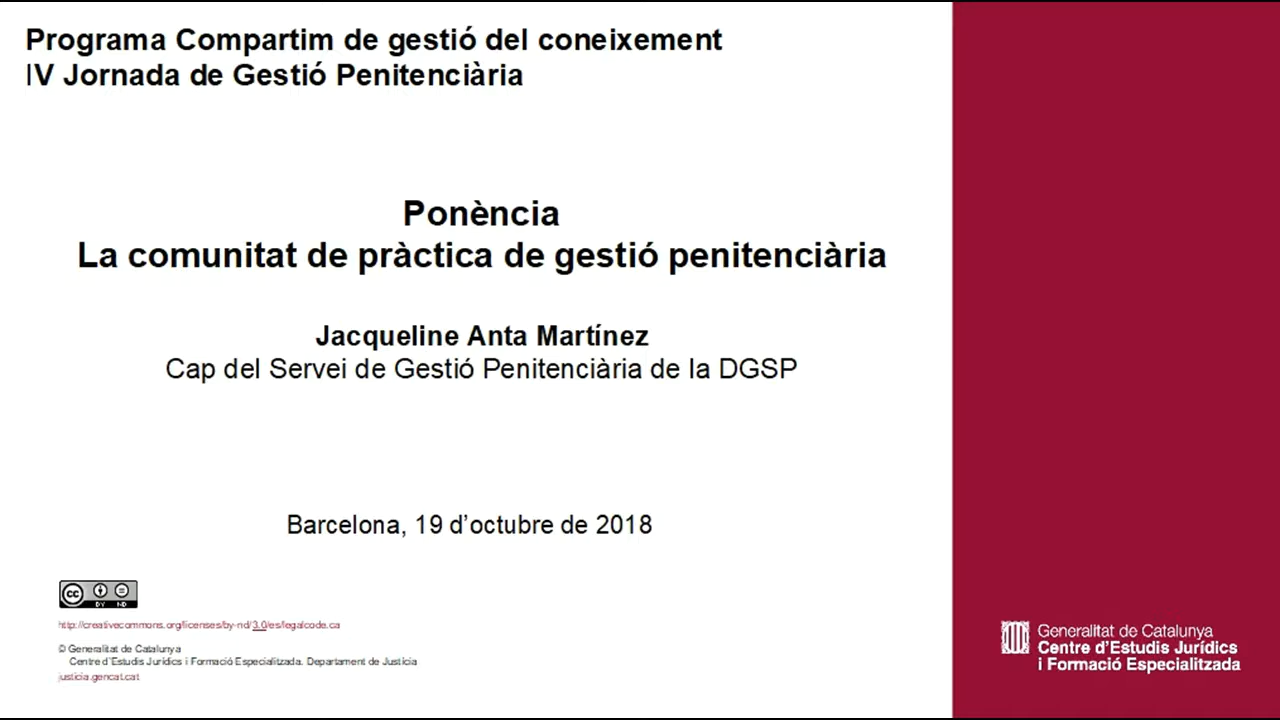 Programa Compartim de gestió del coneixement
IV Jornada de Gestió Penitenciària
Ponència
La comunitat de pràctica de gestió penitenciària
Jacqueline Anta Martínez
Cap del Servei de Gestió Penitenciària de la DGSP
Barcelona, 19 d'octubre de 2018
cc
BY ND
http://creativecommons.org/licenses/by-nd/3.0/es/legalcode.ca
© Generalitat de Catalunya
Centre d'Estudis Jurídics i Formació Especialitzada. Departament de Justícia
justicia.gencat.cat
Generalitat de Catalunya
Centre d'Estudis Jurídics
i Formació Especialitzada